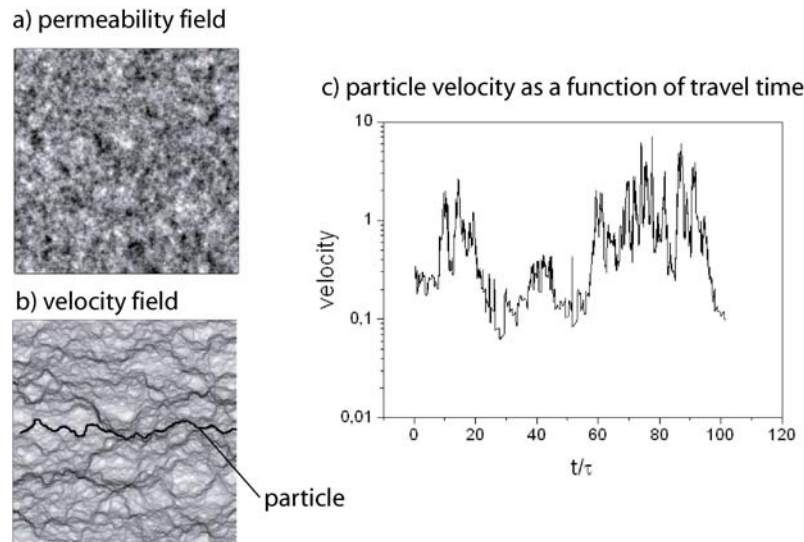 a) permeability field
b) velocity field
particle
c) particle velocity as a function of travel time
velocity
10
1
0,1
0,01
0 20 40 60 80 100 120
t/τ